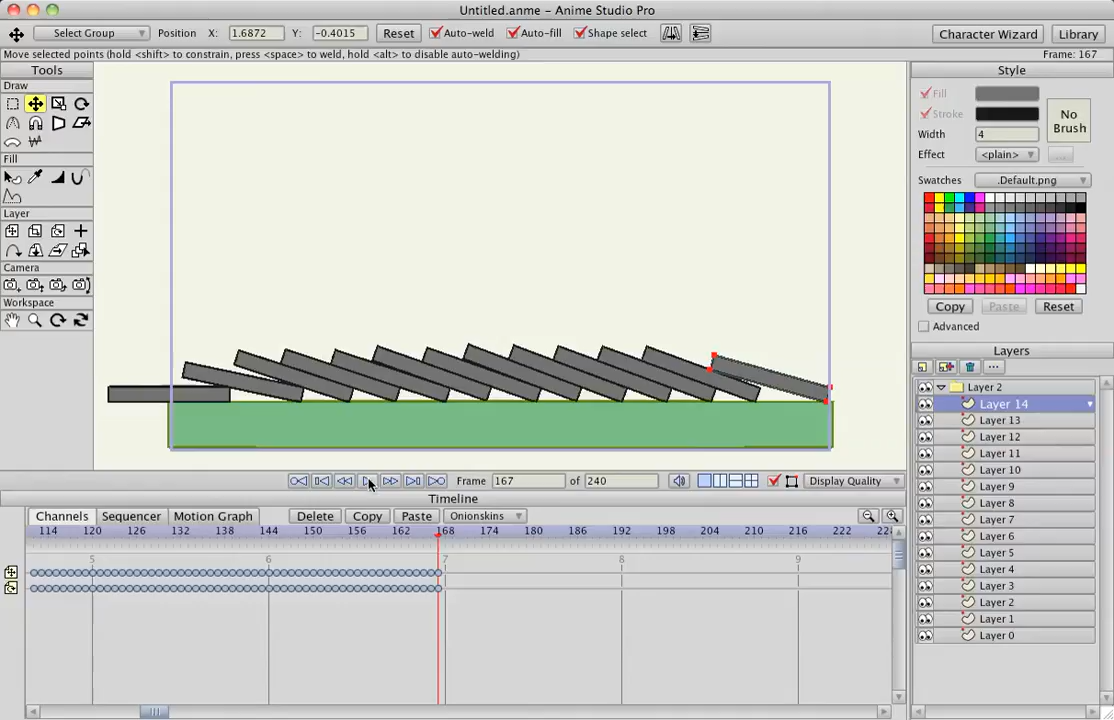 Untitled.anme – Anime Studio Pro
Select Group Position X: 1.6872 Y: -0.4015 Reset Auto-weld Auto-fill Shape select Character Wizard Library
Move selected points (hold <shift> to constrain, press <space> to weld, hold <alt> to disable auto-welding) Frame: 167
Tools
Draw
Fill
Layer
Camera
Workspace
Style
Fill
Stroke
No
Brush
Width 4
Effect <plain> ...
Swatches .Default.png
Copy Paste Reset
Advanced
Layers
Layer 2
Layer 14
Layer 13
Layer 12
Layer 11
Layer 10
Layer 9
Layer 8
Layer 7
Layer 6
Layer 5
Layer 4
Layer 3
Layer 2
Layer 1
Layer 0
Frame 167 of 240 Display Quality
Timeline
Channels Sequencer Motion Graph Delete Copy Paste Onionskins
114 120 126 132 138 144 150 156 162 168 174 180 186 192 198 204 210 216 222 228
5 6 7 8 9